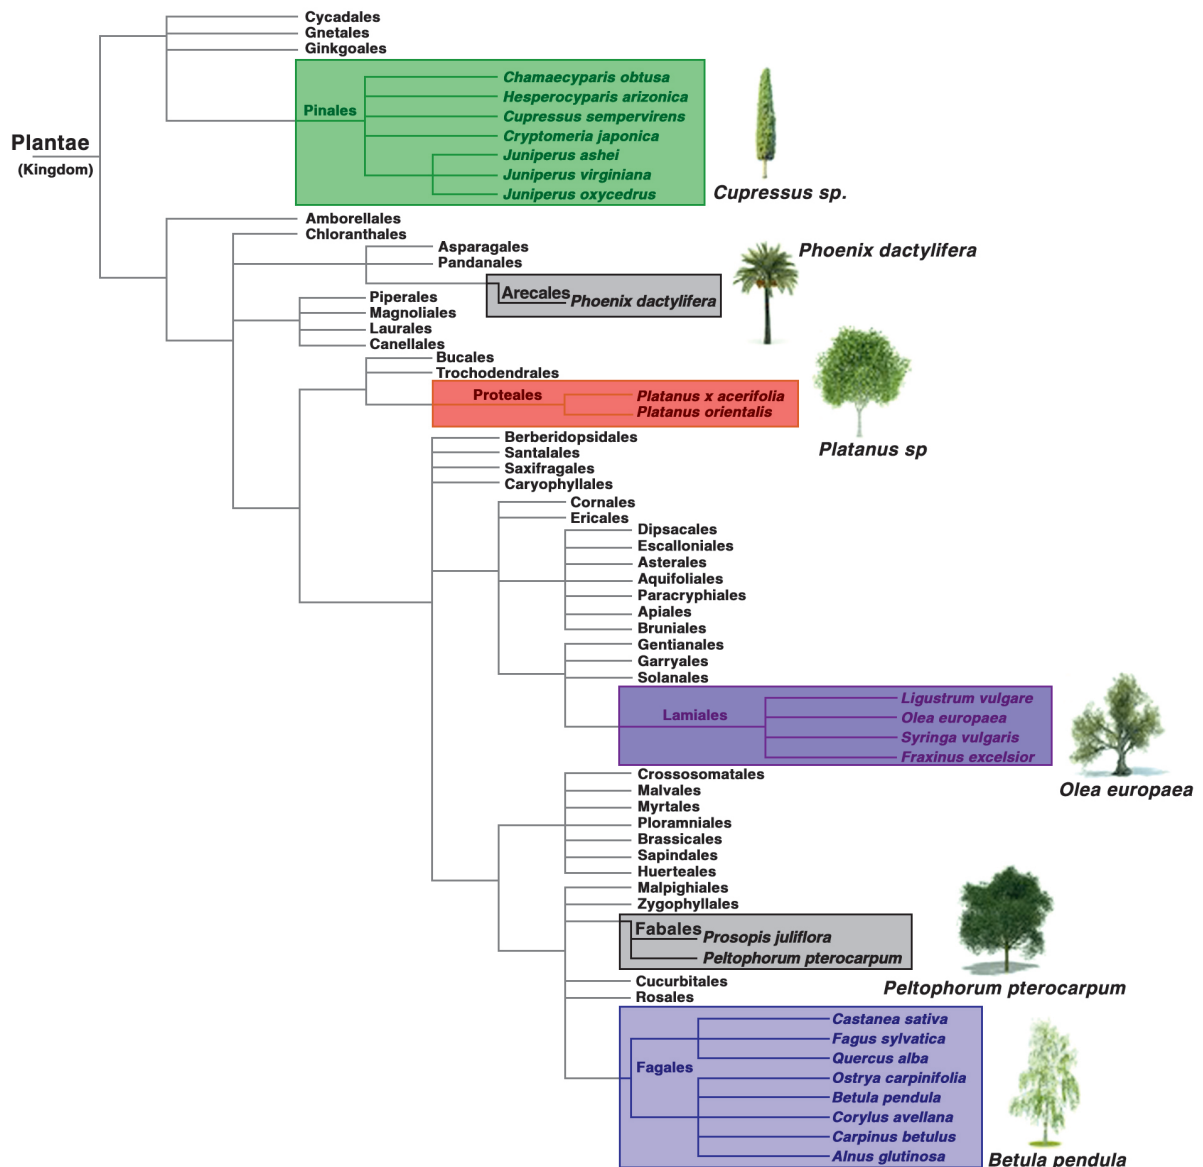 Cycadales
Gnetales
Ginkgoales
Pinales
Chamaecyparis obtusa
Hesperocyparis arizonica
Cupressus sempervirens
Cryptomeria japonica
Juniperus ashei
Juniperus virginiana
Juniperus oxycedrus
Cupressus sp.
Plantae
(Kingdom)
Amborellales
Chloranthales
Asparagales
Pandanales
Arecales
Phoenix dactylifera
Phoenix dactylifera
Piperales
Magnoliales
Laurales
Canellales
Bucales
Trochodendrales
Proteales
Platanus x acerifolia
Platanus orientalis
Platanus sp
Berberidopsidales
Santalales
Saxifragales
Caryophyllales
Cornales
Ericales
Dipsacales
Escalloniales
Asterales
Aquifoliales
Paracryphiales
Apiales
Bruniales
Gentianales
Garryales
Solanales
Lamiales
Ligustrum vulgare
Olea europaea
Syringa vulgaris
Fraxinus excelsior
Olea europaea
Crossosomatales
Malvales
Myrtales
Ploramniales
Brassicales
Sapindales
Huerteales
Malpighiales
Zygophyllales
Fabales
Prosopis juliflora
Peltophorum pterocarpum
Peltophorum pterocarpum
Cucurbitales
Rosales
Fagales
Castanea sativa
Fagus sylvatica
Quercus alba
Ostrya carpinifolia
Betula pendula
Corylus avellana
Carpinus betulus
Alnus glutinosa
Betula pendula